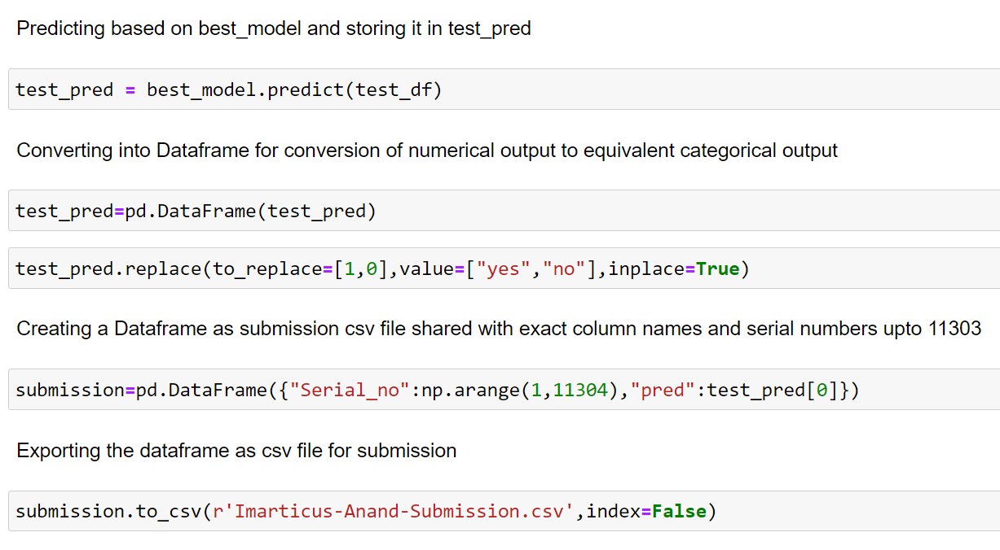 Predicting based on best_model and storing it in test_pred
test_pred = best_model.predict(test_df)
Converting into Dataframe for conversion of numerical output to equivalent categorical output
test_pred=pd.DataFrame(test_pred)
test_pred.replace(to_replace=[1,0],value=["yes","no"],inplace=True)
Creating a Dataframe as submission csv file shared with exact column names and serial numbers upto 11303
submission=pd.DataFrame({"Serial_no":np.arange(1,11304),"pred":test_pred[0]})
Exporting the dataframe as csv file for submission
submission.to_csv(r'Imarticus-Anand-Submission.csv',index=False)